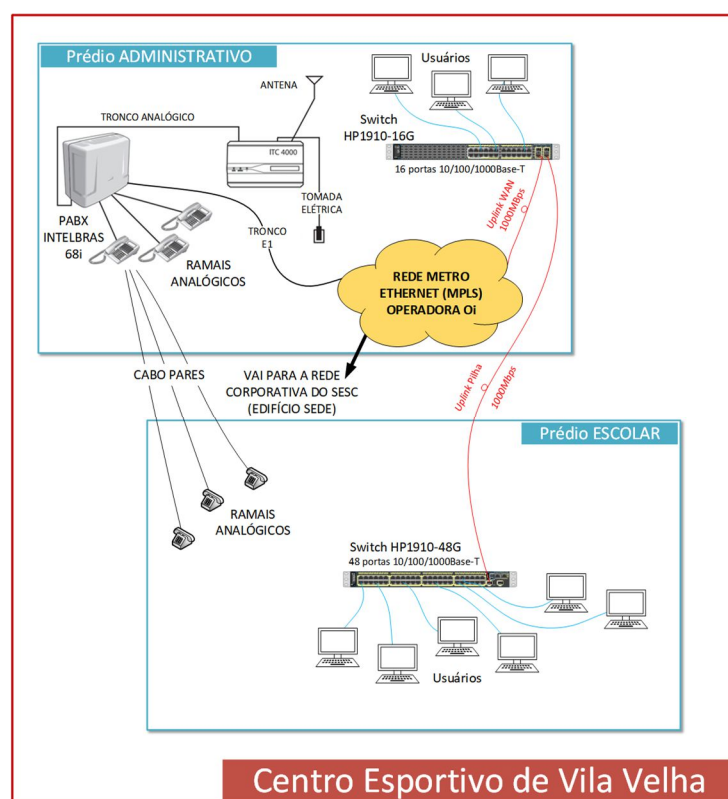 Prédio ADMINISTRATIVO
Usuários
ANTENA
TRONCO ANALÓGICO
Switch
HP1910-16G
ITC 4000
16 portas 10/100/1000Base-T
TOMADA
ELÉTRICA
PABX
INTELBRAS
68i
TRONCO
E1
RAMAIS
ANALÓGICOS
Uplink WAN
1000MBps
REDE METRO
ETHERNET (MPLS)
OPERADORA Oi
CABO PARES
VAI PARA A REDE
CORPORATIVA DO SESC
(EDIFÍCIO SEDE)
Uplink Pilha
1000Mbps
Prédio ESCOLAR
RAMAIS
ANALÓGICOS
Switch HP1910-48G
48 portas 10/100/1000Base-T
Usuários
Centro Esportivo de Vila Velha